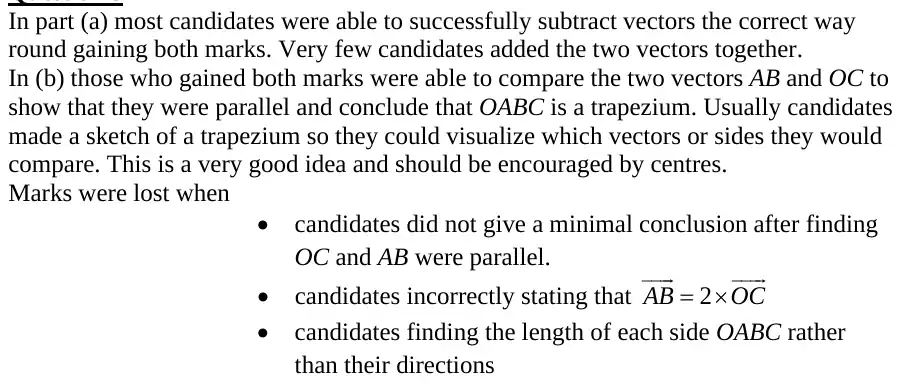 In part (a) most candidates were able to successfully subtract vectors the correct way
round gaining both marks. Very few candidates added the two vectors together.
In (b) those who gained both marks were able to compare the two vectors AB and OC to
show that they were parallel and conclude that OABC is a trapezium. Usually candidates
made a sketch of a trapezium so they could visualize which vectors or sides they would
compare. This is a very good idea and should be encouraged by centres.
Marks were lost when
• candidates did not give a minimal conclusion after finding
OC and AB were parallel.
• candidates incorrectly stating that AB = 2 × OC
• candidates finding the length of each side OABC rather
than their directions